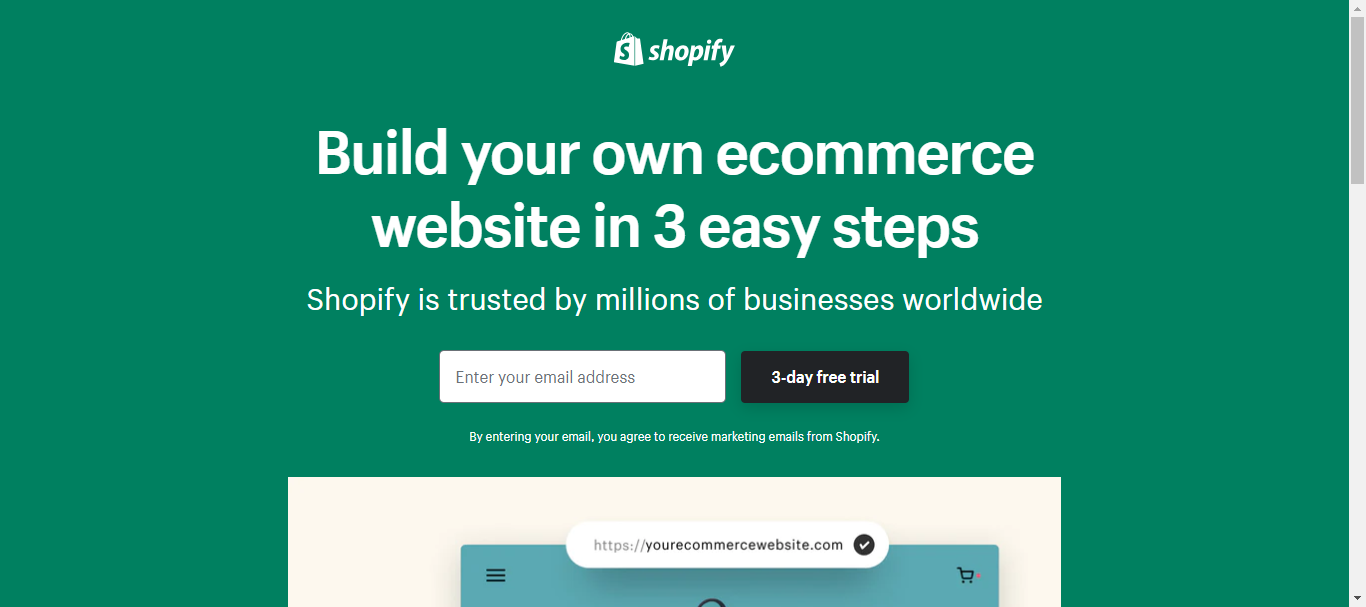 shopify
Build your own ecommerce
website in 3 easy steps
Shopify is trusted by millions of businesses worldwide
Enter your email address
3-day free trial
By entering your email, you agree to receive marketing emails from Shopify.
https://yourecommercewebsite.com